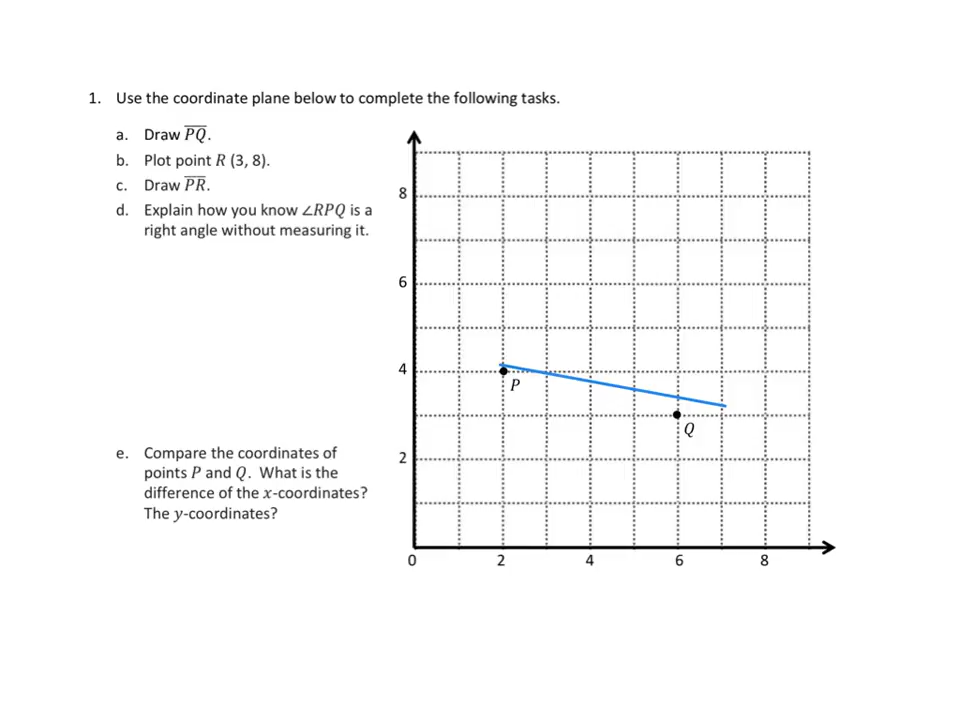 1. Use the coordinate plane below to complete the following tasks.
a. Draw P̅Q̅.
b. Plot point R (3, 8).
c. Draw P̅R̅.
d. Explain how you know ∠RPQ is a
right angle without measuring it.
e. Compare the coordinates of
points P and Q. What is the
difference of the x-coordinates?
The y-coordinates?
8
6
4
P
Q
2
0 2 4 6 8